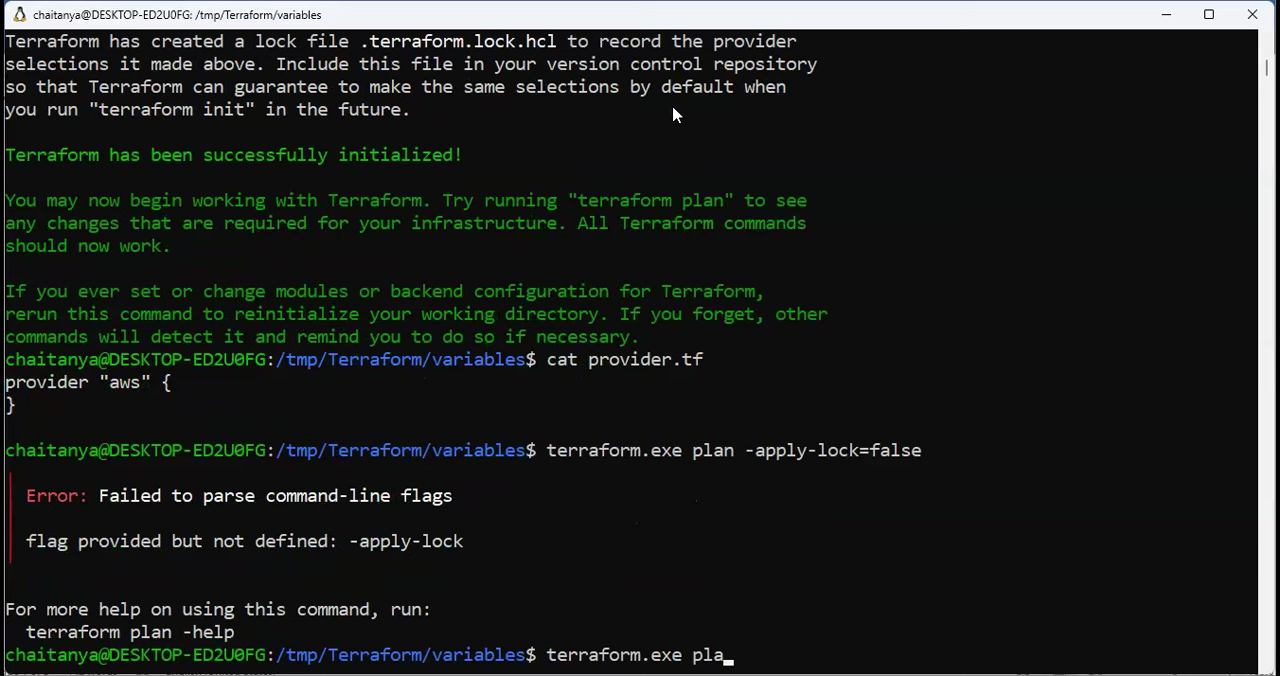 chaitanya@DESKTOP-ED2U0FG: /tmp/Terraform/variables
Terraform has created a lock file .terraform.lock.hcl to record the provider
selections it made above. Include this file in your version control repository
so that Terraform can guarantee to make the same selections by default when
you run "terraform init" in the future.
Terraform has been successfully initialized!
You may now begin working with Terraform. Try running "terraform plan" to see
any changes that are required for your infrastructure. All Terraform commands
should now work.
If you ever set or change modules or backend configuration for Terraform,
rerun this command to reinitialize your working directory. If you forget, other
commands will detect it and remind you to do so if necessary.
chaitanya@DESKTOP-ED2U0FG:/tmp/Terraform/variables$ cat provider.tf
provider "aws" {
}
chaitanya@DESKTOP-ED2U0FG:/tmp/Terraform/variables$ terraform.exe plan -apply-lock=false
Error: Failed to parse command-line flags
flag provided but not defined: -apply-lock
For more help on using this command, run:
terraform plan -help
chaitanya@DESKTOP-ED2U0FG:/tmp/Terraform/variables$ terraform.exe pla